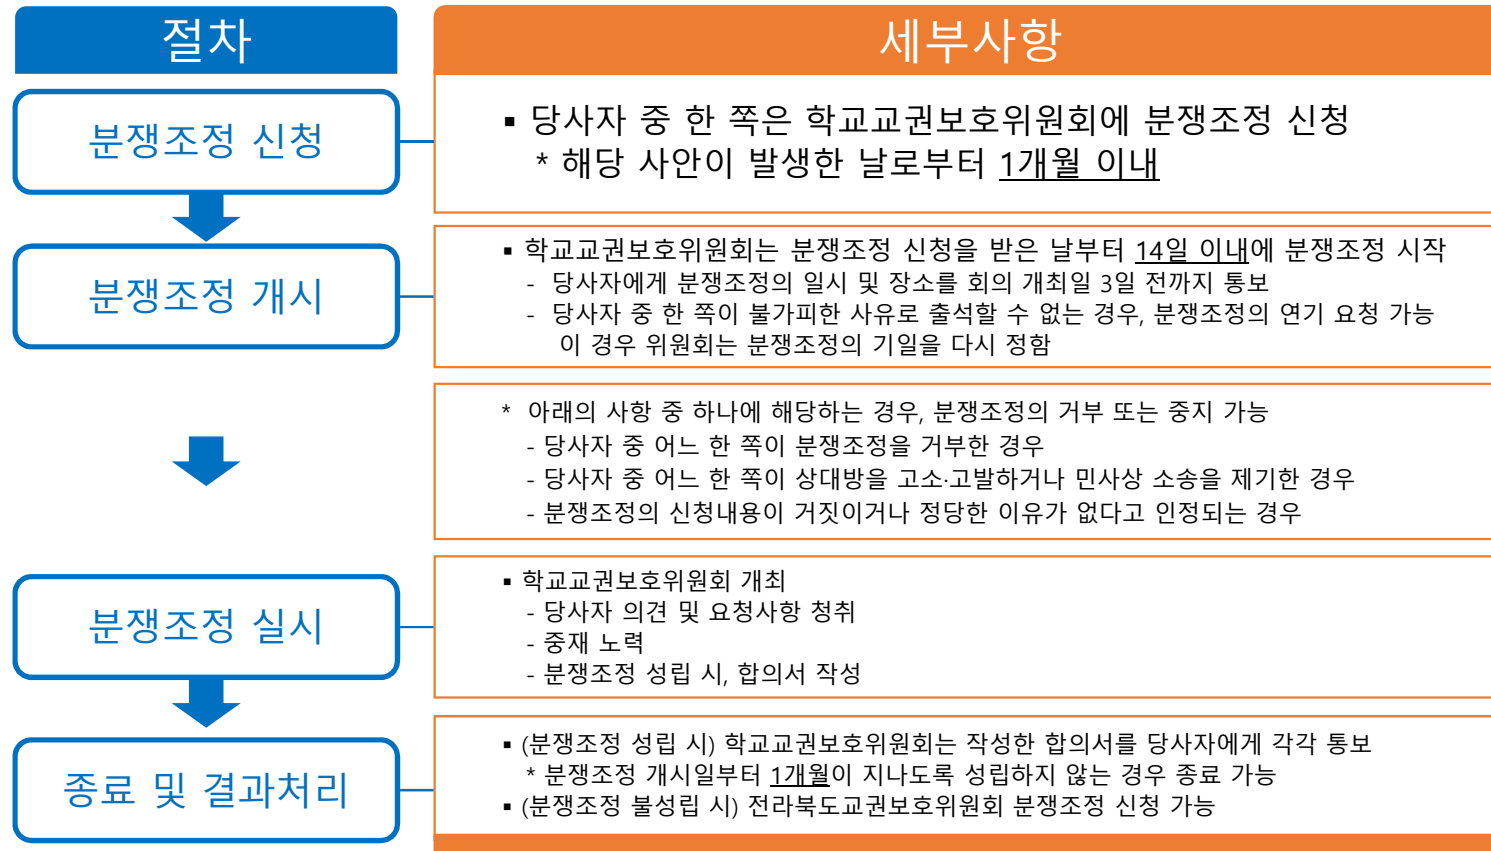 절차
세부사항
분쟁조정 신청
▪ 당사자 중 한 쪽은 학교교권보호위원회에 분쟁조정 신청
* 해당 사안이 발생한 날로부터 1개월 이내
분쟁조정 개시
▪ 학교교권보호위원회는 분쟁조정 신청을 받은 날부터 14일 이내에 분쟁조정 시작
- 당사자에게 분쟁조정의 일시 및 장소를 회의 개최일 3일 전까지 통보
- 당사자 중 한 쪽이 불가피한 사유로 출석할 수 없는 경우, 분쟁조정의 연기 요청 가능
이 경우 위원회는 분쟁조정의 기일을 다시 정함
* 아래의 사항 중 하나에 해당하는 경우, 분쟁조정의 거부 또는 중지 가능
- 당사자 중 어느 한 쪽이 분쟁조정을 거부한 경우
- 당사자 중 어느 한 쪽이 상대방을 고소·고발하거나 민사상 소송을 제기한 경우
- 분쟁조정의 신청내용이 거짓이거나 정당한 이유가 없다고 인정되는 경우
분쟁조정 실시
▪ 학교교권보호위원회 개최
- 당사자 의견 및 요청사항 청취
- 중재 노력
- 분쟁조정 성립 시, 합의서 작성
종료 및 결과처리
▪ (분쟁조정 성립 시) 학교교권보호위원회는 작성한 합의서를 당사자에게 각각 통보
* 분쟁조정 개시일부터 1개월이 지나도록 성립하지 않는 경우 종료 가능
▪ (분쟁조정 불성립 시) 전라북도교권보호위원회 분쟁조정 신청 가능